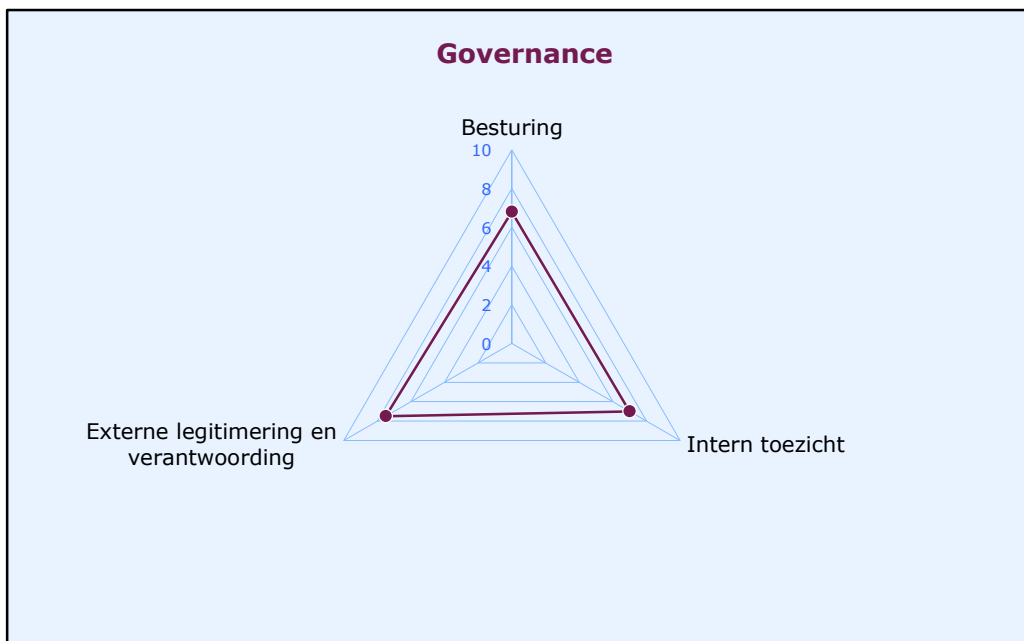 Governance
Besturing
10
8
6
4
2
0
Externe legitimering en
verantwoording
Intern toezicht